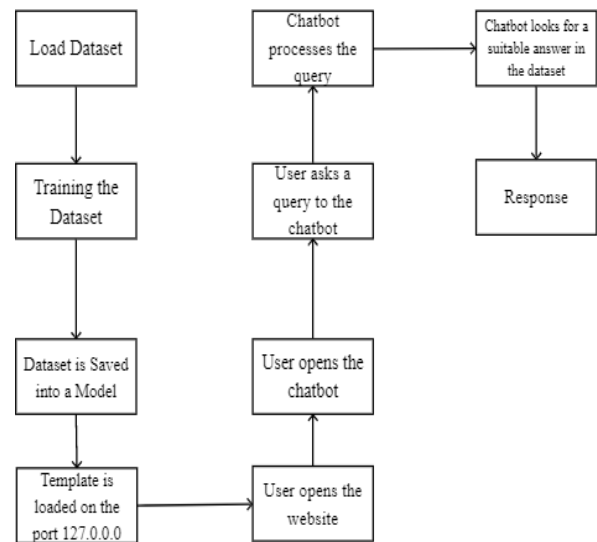 Load Dataset
Training the
Dataset
Dataset is Saved
into a Model
Template is
loaded on the
port 127.0.0.0
User opens the
website
User opens the
chatbot
User asks a
query to the
chatbot
Chatbot
processes the
query
Chatbot looks for a
suitable answer in
the dataset
Response